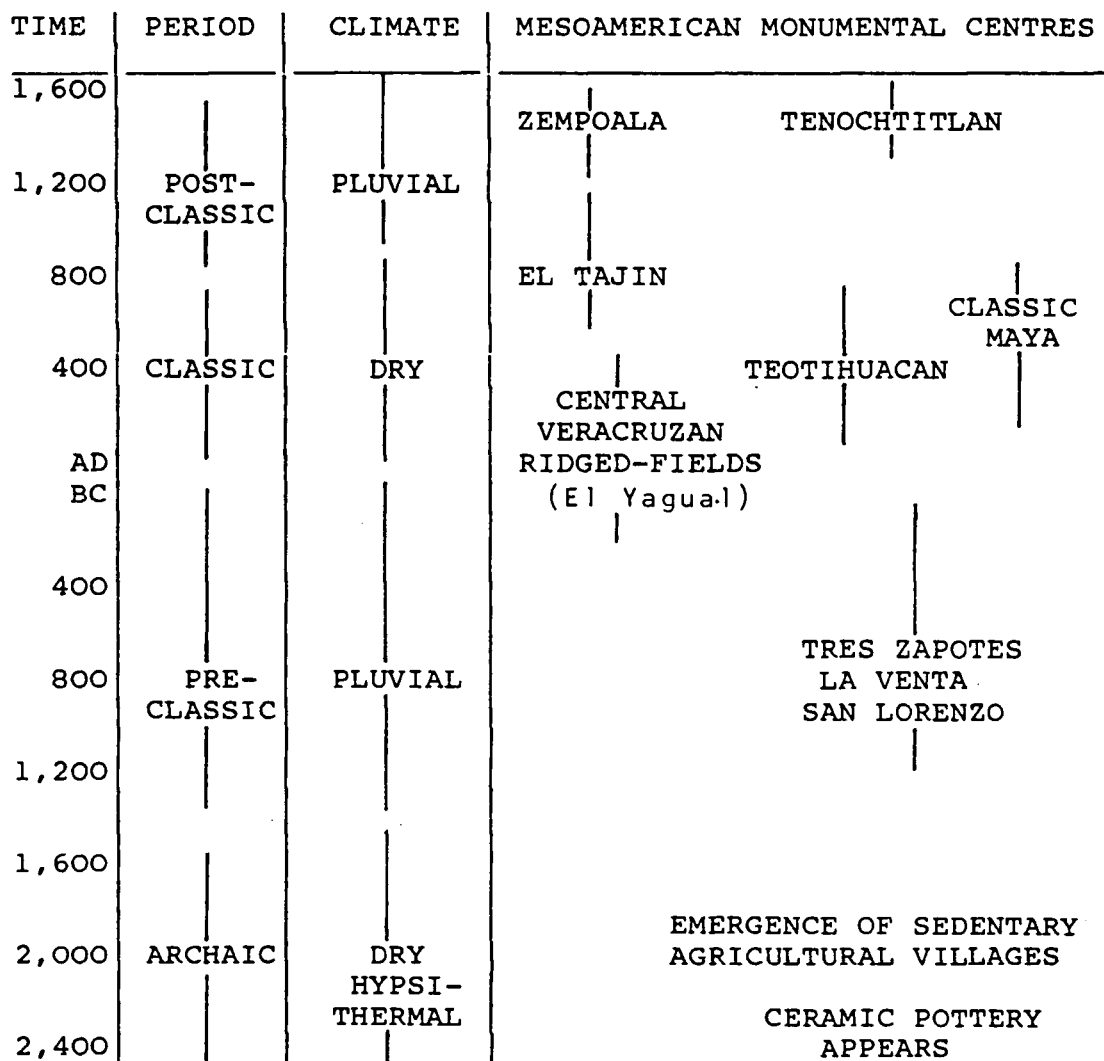 TIME PERIOD CLIMATE MESOAMERICAN MONUMENTAL CENTRES
1,600
ZEMPOALA TENOCHTITLAN
1,200 POST- PLUVIAL
CLASSIC
800 EL TAJIN
CLASSIC
MAYA
400 CLASSIC DRY TEOTIHUACAN
CENTRAL
VERACRUZAN
AD RIDGED-FIELDS
BC (El Yagual)
400
TRES ZAPOTES
800 PRE- PLUVIAL LA VENTA
CLASSIC SAN LORENZO
1,200
1,600
EMERGENCE OF SEDENTARY
2,000 ARCHAIC DRY AGRICULTURAL VILLAGES
HYPSI-
THERMAL CERAMIC POTTERY
2,400 APPEARS